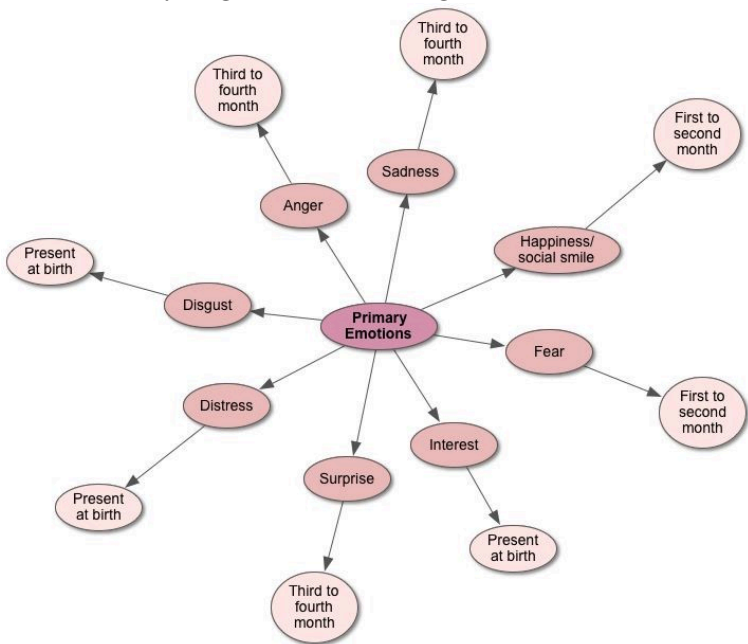 Third to
fourth
month
Third to
fourth
month
First to
second
month
Sadness
Anger
Happiness/
social smile
Present
at birth
Disgust
Primary
Emotions
Fear
First to
second
month
Distress
Interest
Surprise
Present
at birth
Present
at birth
Third to
fourth
month